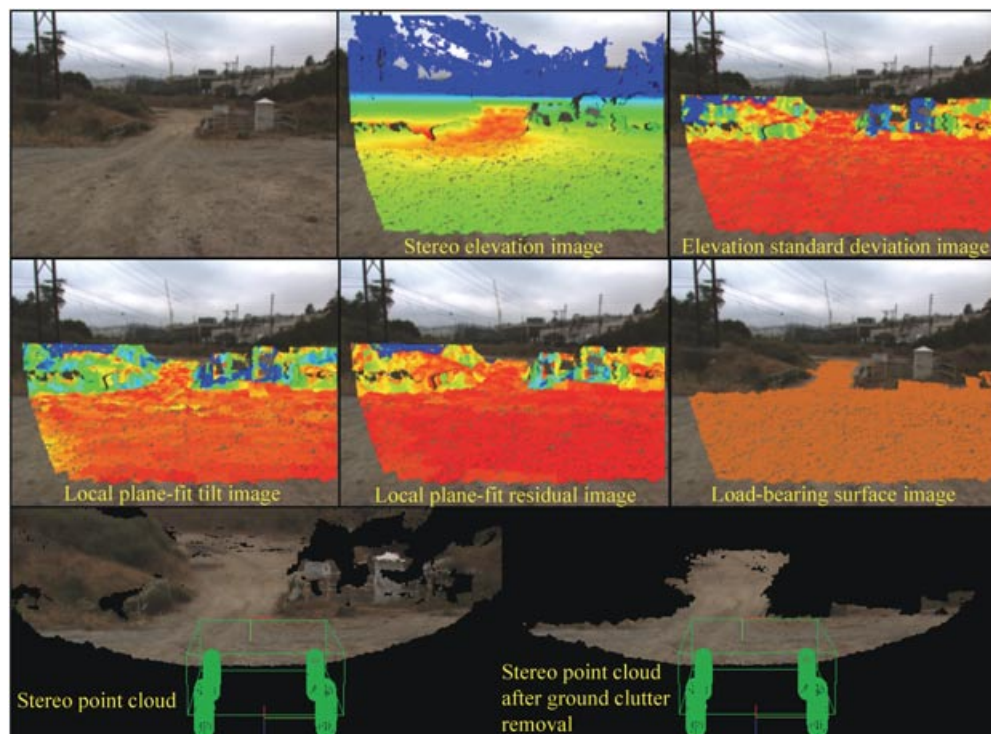 Stereo elevation image
Elevation standard deviation image
Local plane-fit tilt image
Local plane-fit residual image
Load-bearing surface image
Stereo point cloud
Stereo point cloud
after ground clutter
removal